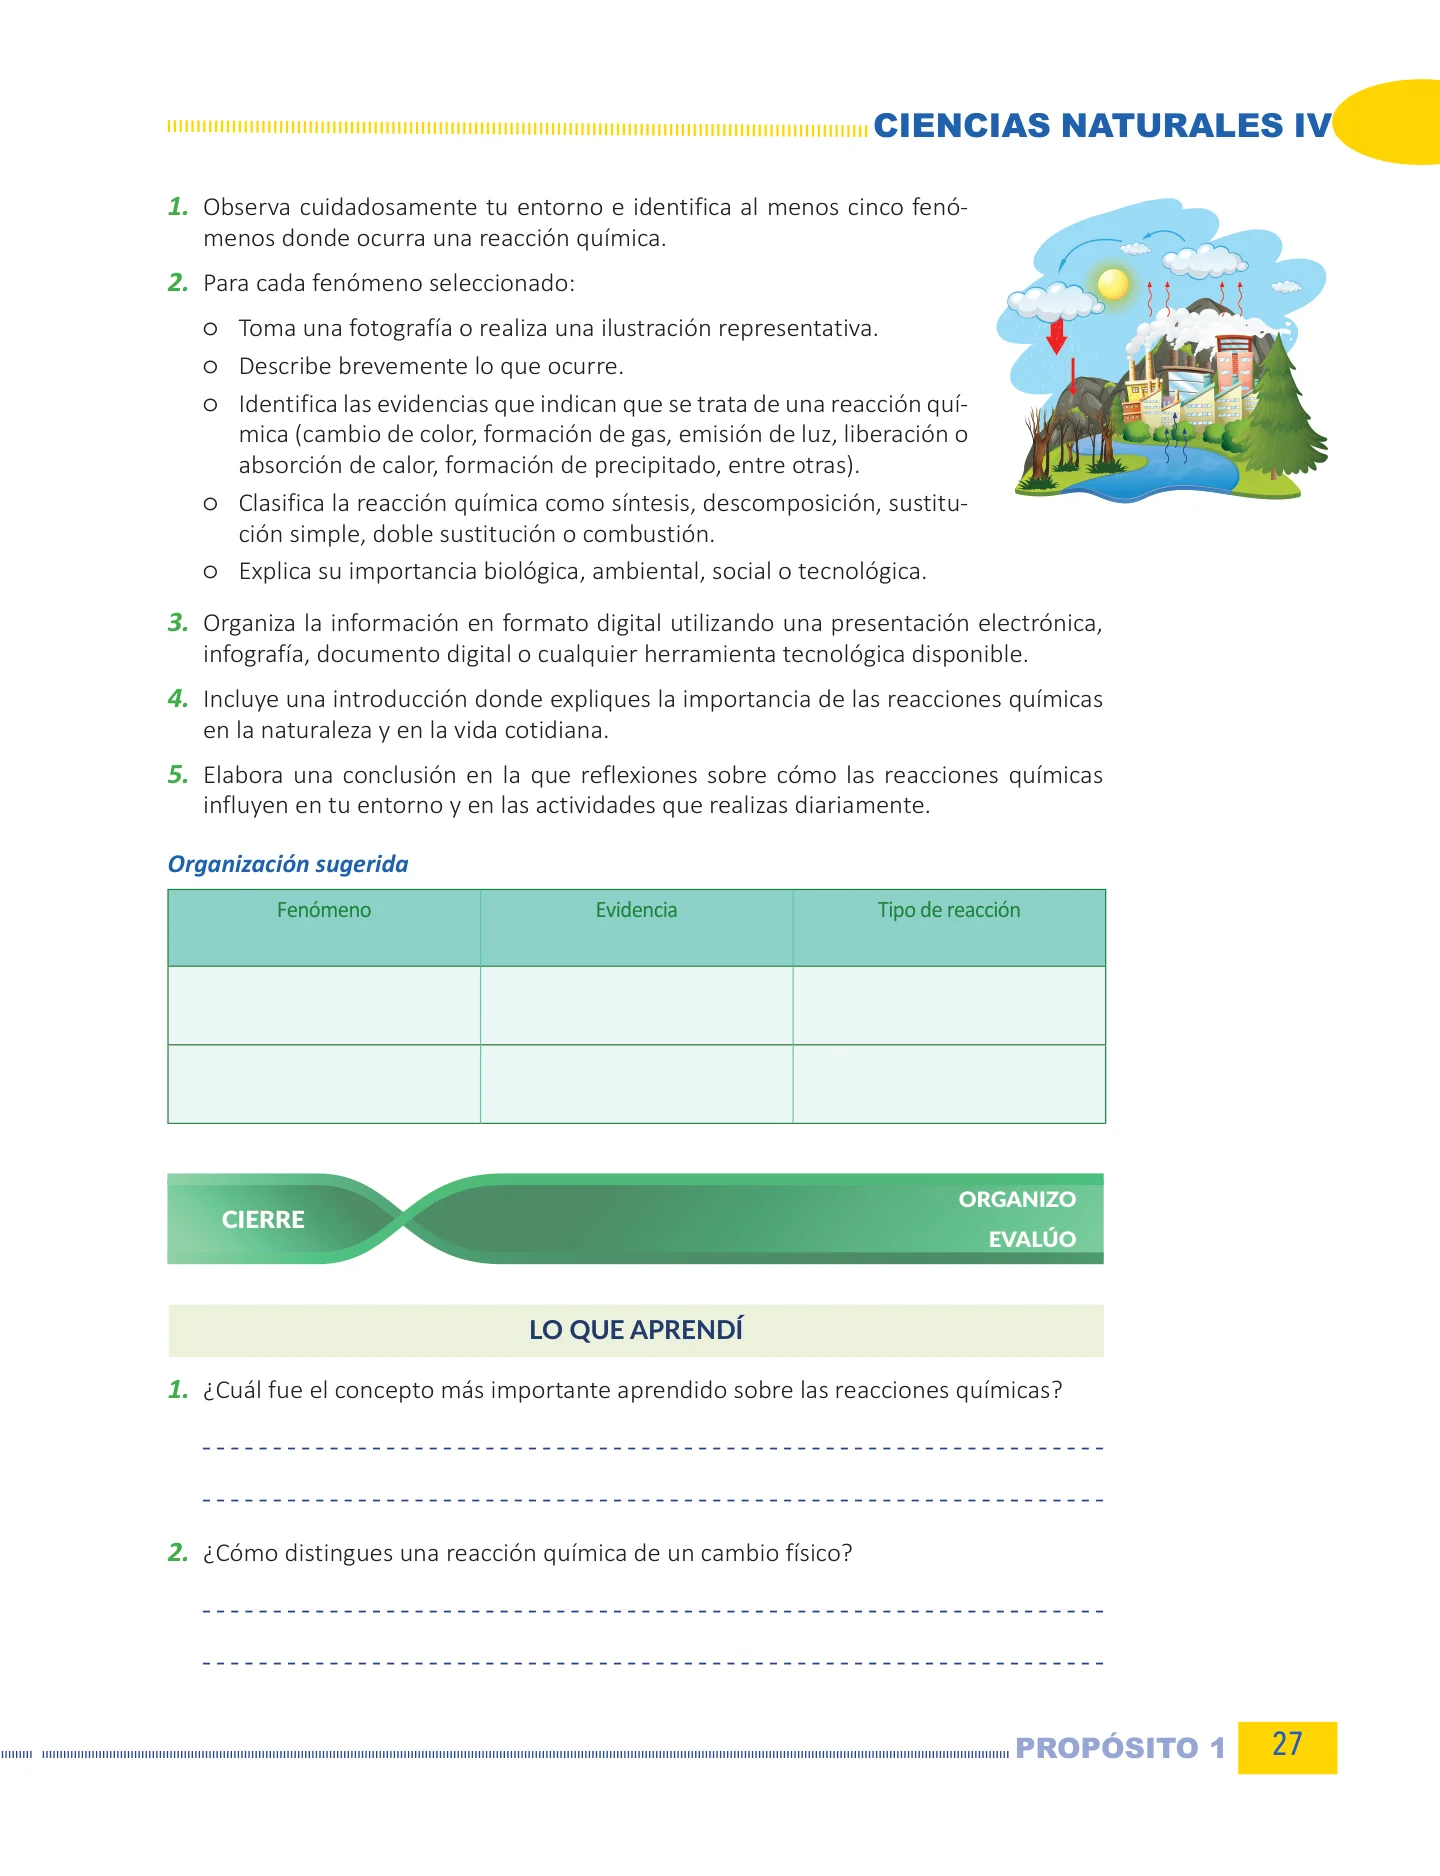 CIENCIAS NATURALES IV
1. Observa cuidadosamente tu entorno e identifica al menos cinco fenó-
menos donde ocurra una reacción química.
2. Para cada fenómeno seleccionado:
○ Toma una fotografía o realiza una ilustración representativa.
○ Describe brevemente lo que ocurre.
○ Identifica las evidencias que indican que se trata de una reacción quí-
mica (cambio de color, formación de gas, emisión de luz, liberación o
absorción de calor, formación de precipitado, entre otras).
○ Clasifica la reacción química como síntesis, descomposición, sustitu-
ción simple, doble sustitución o combustión.
○ Explica su importancia biológica, ambiental, social o tecnológica.
3. Organiza la información en formato digital utilizando una presentación electrónica,
infografía, documento digital o cualquier herramienta tecnológica disponible.
4. Incluye una introducción donde expliques la importancia de las reacciones químicas
en la naturaleza y en la vida cotidiana.
5. Elabora una conclusión en la que reflexiones sobre cómo las reacciones químicas
influyen en tu entorno y en las actividades que realizas diariamente.
Organización sugerida
Fenómeno Evidencia Tipo de reacción
CIERRE
ORGANIZO
EVALÚO
LO QUE APRENDÍ
1. ¿Cuál fue el concepto más importante aprendido sobre las reacciones químicas?
2. ¿Cómo distingues una reacción química de un cambio físico?
PROPÓSITO 1 27